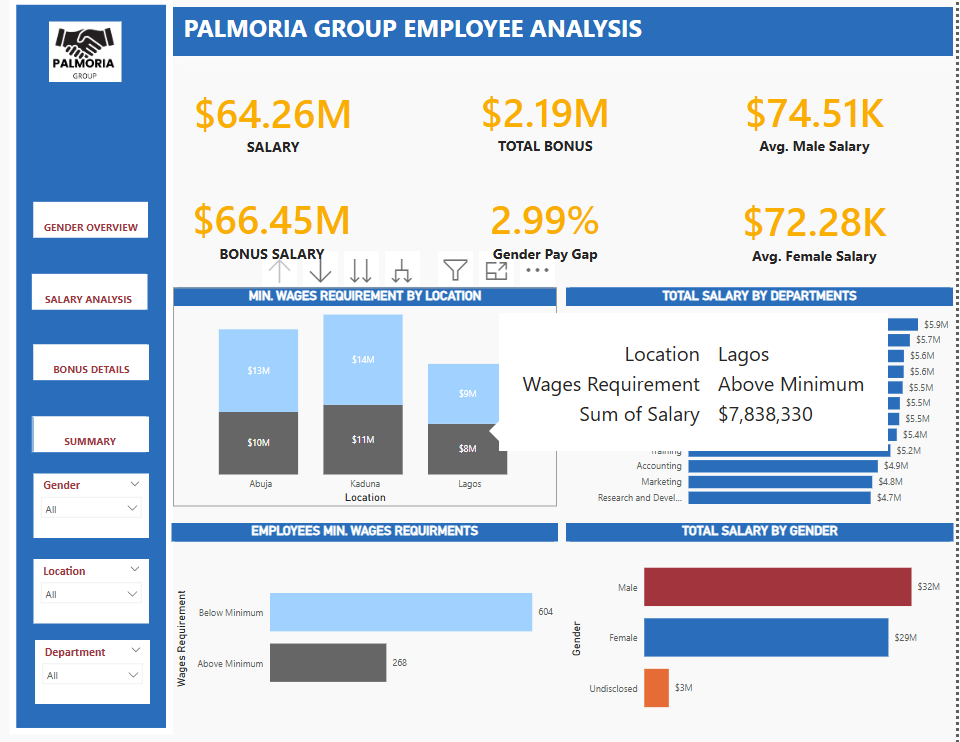 PALMORIA
GROUP
PALMORIA GROUP EMPLOYEE ANALYSIS
$64.26M
SALARY
$2.19M
TOTAL BONUS
$74.51K
Avg. Male Salary
$66.45M
BONUS SALARY
2.99%
Gender Pay Gap
$72.28K
Avg. Female Salary
GENDER OVERVIEW
SALARY ANALYSIS
BONUS DETAILS
SUMMARY
Gender
All
Location
All
Department
All
MIN. WAGES REQUIREMENT BY LOCATION
$13M
$14M
$9M
$10M
$11M
$8M
Abuja
Kaduna
Lagos
Location
Location Lagos
Wages Requirement Above Minimum
Sum of Salary $7,838,330
TOTAL SALARY BY DEPARTMENTS
$5.9M
$5.7M
$5.6M
$5.6M
$5.5M
$5.5M
$5.5M
$5.4M
Training $5.2M
Accounting $4.9M
Marketing $4.8M
Research and Devel... $4.7M
EMPLOYEES MIN. WAGES REQUIRMENTS
Wages Requirement
Below Minimum 604
Above Minimum 268
TOTAL SALARY BY GENDER
Gender
Male $32M
Female $29M
Undisclosed $3M